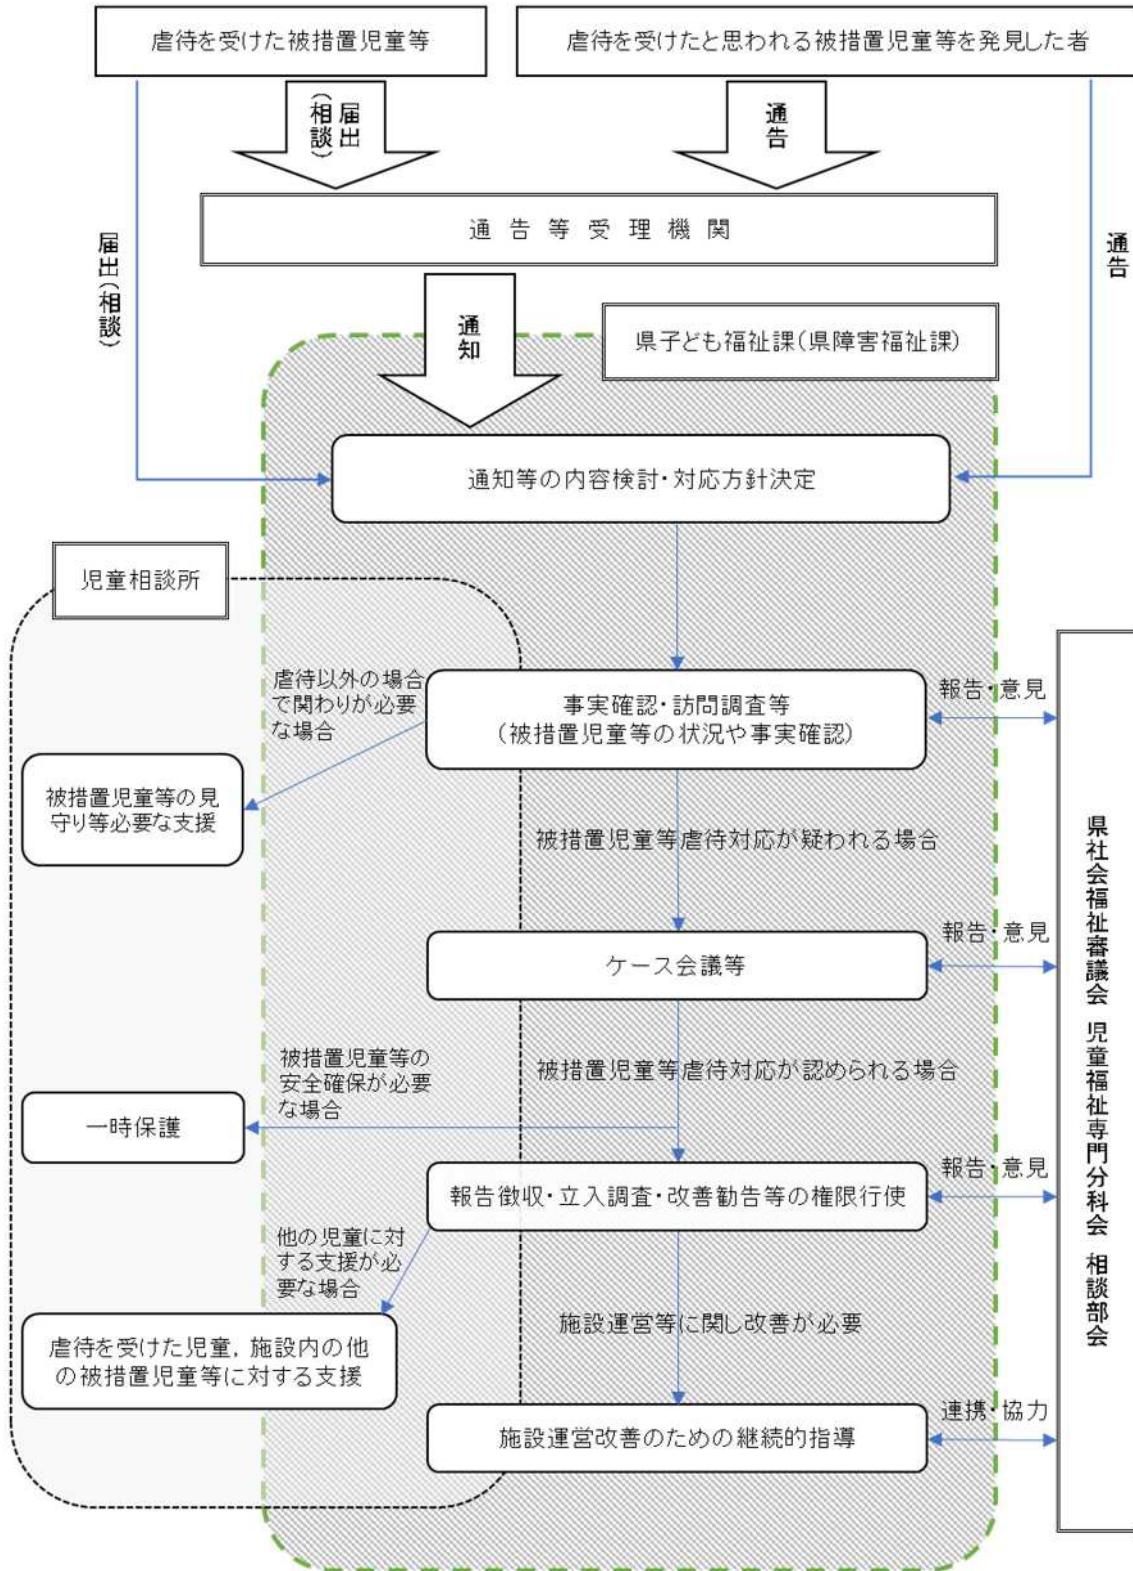 虐待を受けた被措置児童等
虐待を受けたと思われる被措置児童等を発見した者
届出
(相談)
通告
通告等受理機関
届出(相談)
通告
通知
県子ども福祉課(県障害福祉課)
通知等の内容検討・対応方針決定
児童相談所
虐待以外の場合
で関わりが必要
な場合
事実確認・訪問調査等
(被措置児童等の状況や事実確認)
報告・意見
被措置児童等の見
守り等必要な支援
被措置児童等虐待対応が疑われる場合
県社会福祉審議会 児童福祉専門分科会 相談部会
ケース会議等
報告・意見
被措置児童等の
安全確保が必要
な場合
被措置児童等虐待対応が認められる場合
一時保護
報告徴収・立入調査・改善勧告等の権限行使
報告・意見
他の児童に対
する支援が必
要な場合
施設運営等に関し改善が必要
虐待を受けた児童，施設内の他
の被措置児童等に対する支援
施設運営改善のための継続的指導
連携・協力